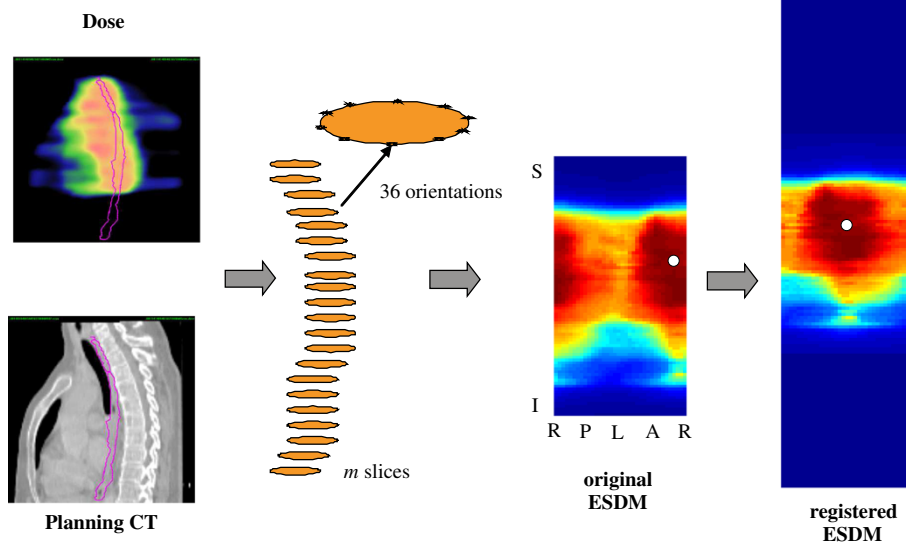 Dose
36 orientations
S
I
R P L A R
m slices
original
ESDM
Planning CT
registered
ESDM